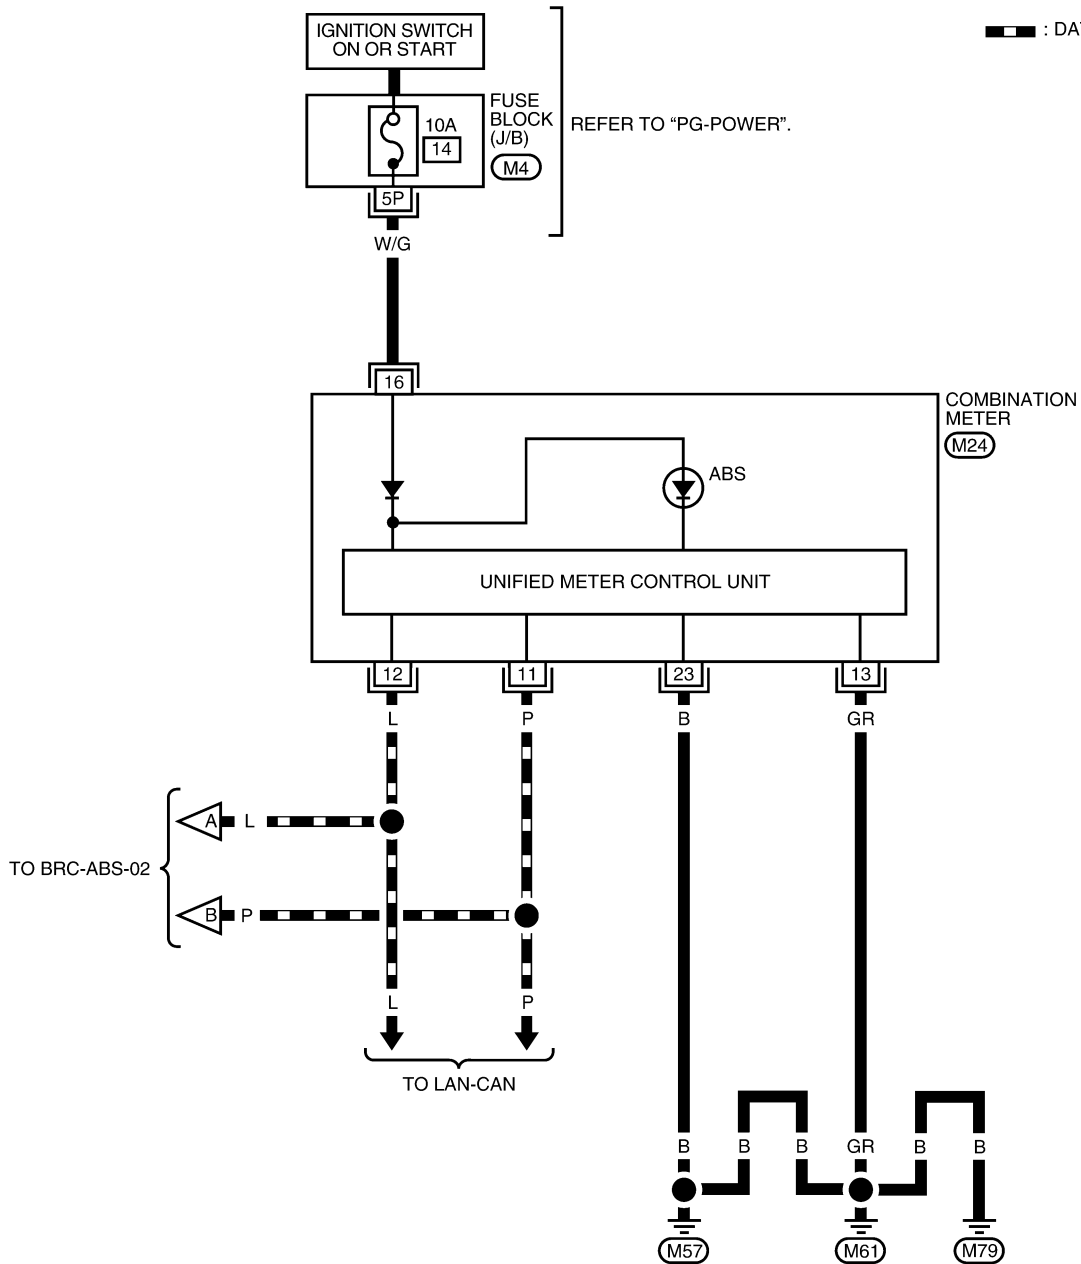 IGNITION SWITCH
ON OR START
: DAT
FUSE
BLOCK
(J/B)
10A
14
M4
REFER TO “PG-POWER”.
5P
W/G
16
COMBINATION
METER
M24
ABS
UNIFIED METER CONTROL UNIT
12 11 23 13
L P B GR
A L
TO BRC-ABS-02
B P
L P
TO LAN-CAN
B B B GR B B
M57 M61 M79